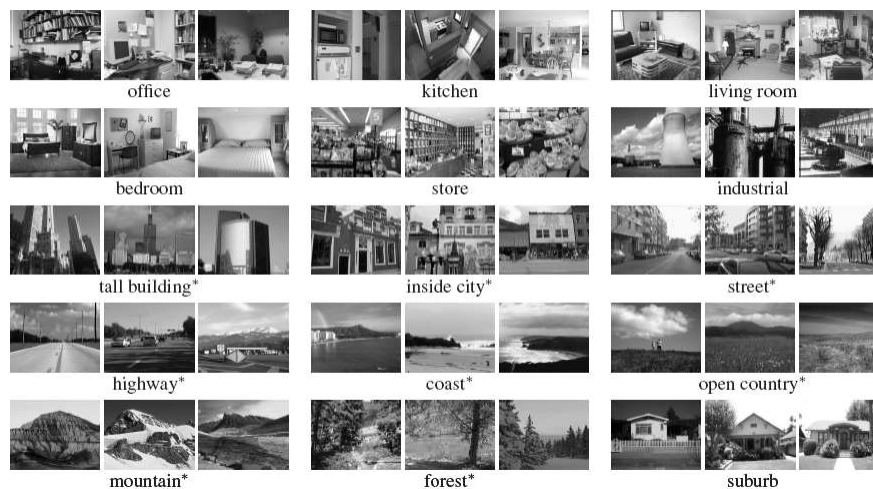 office
kitchen
living room
bedroom
store
industrial
tall building*
inside city*
street*
highway*
coast*
open country*
mountain*
forest*
suburb